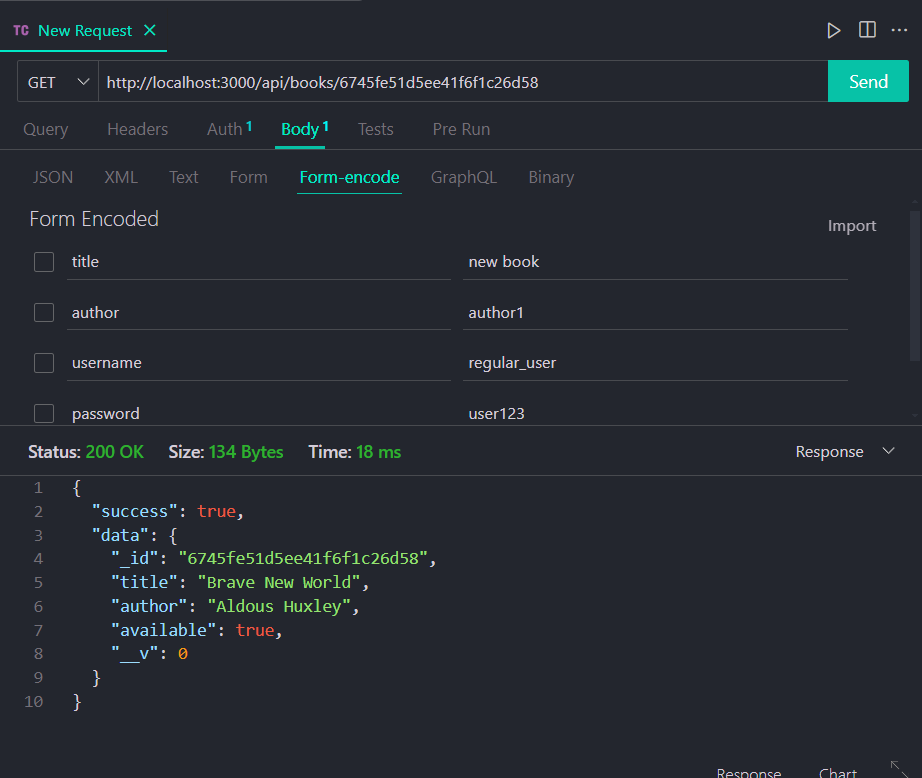 TC New Request ×
GET http://localhost:3000/api/books/6745fe51d5ee41f6f1c26d58 Send
Query Headers Auth 1 Body 1 Tests Pre Run
JSON XML Text Form Form-encode GraphQL Binary
Form Encoded
Import
title new book
author author1
username regular_user
password user123
Status: 200 OK Size: 134 Bytes Time: 18 ms Response
1 {
2 "success": true,
3 "data": {
4 "_id": "6745fe51d5ee41f6f1c26d58",
5 "title": "Brave New World",
6 "author": "Aldous Huxley",
7 "available": true,
8 "__v": 0
9 }
10 }
Response Chart